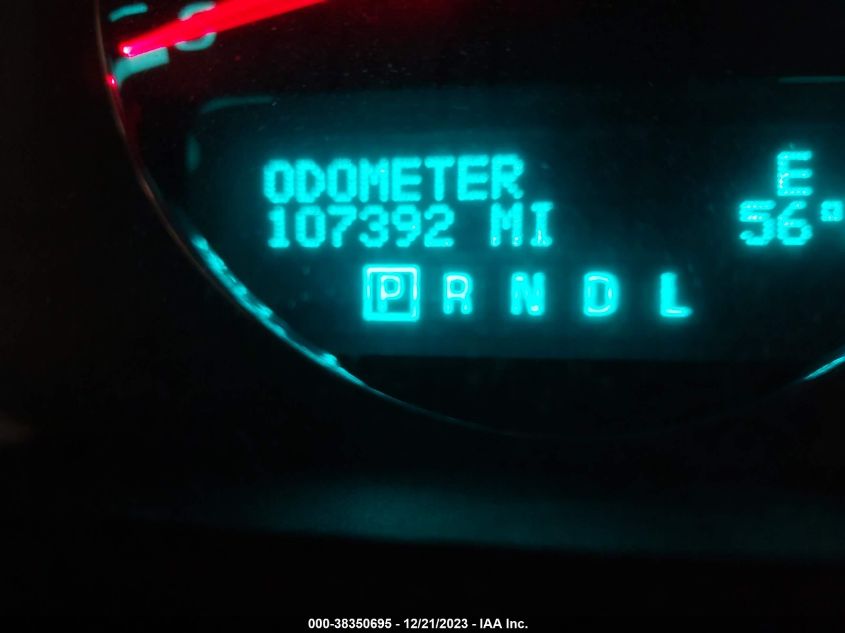 ODOMETER E
107392 MI 56°
P R N D L
000-38350695 - 12/21/2023 - IAA Inc.